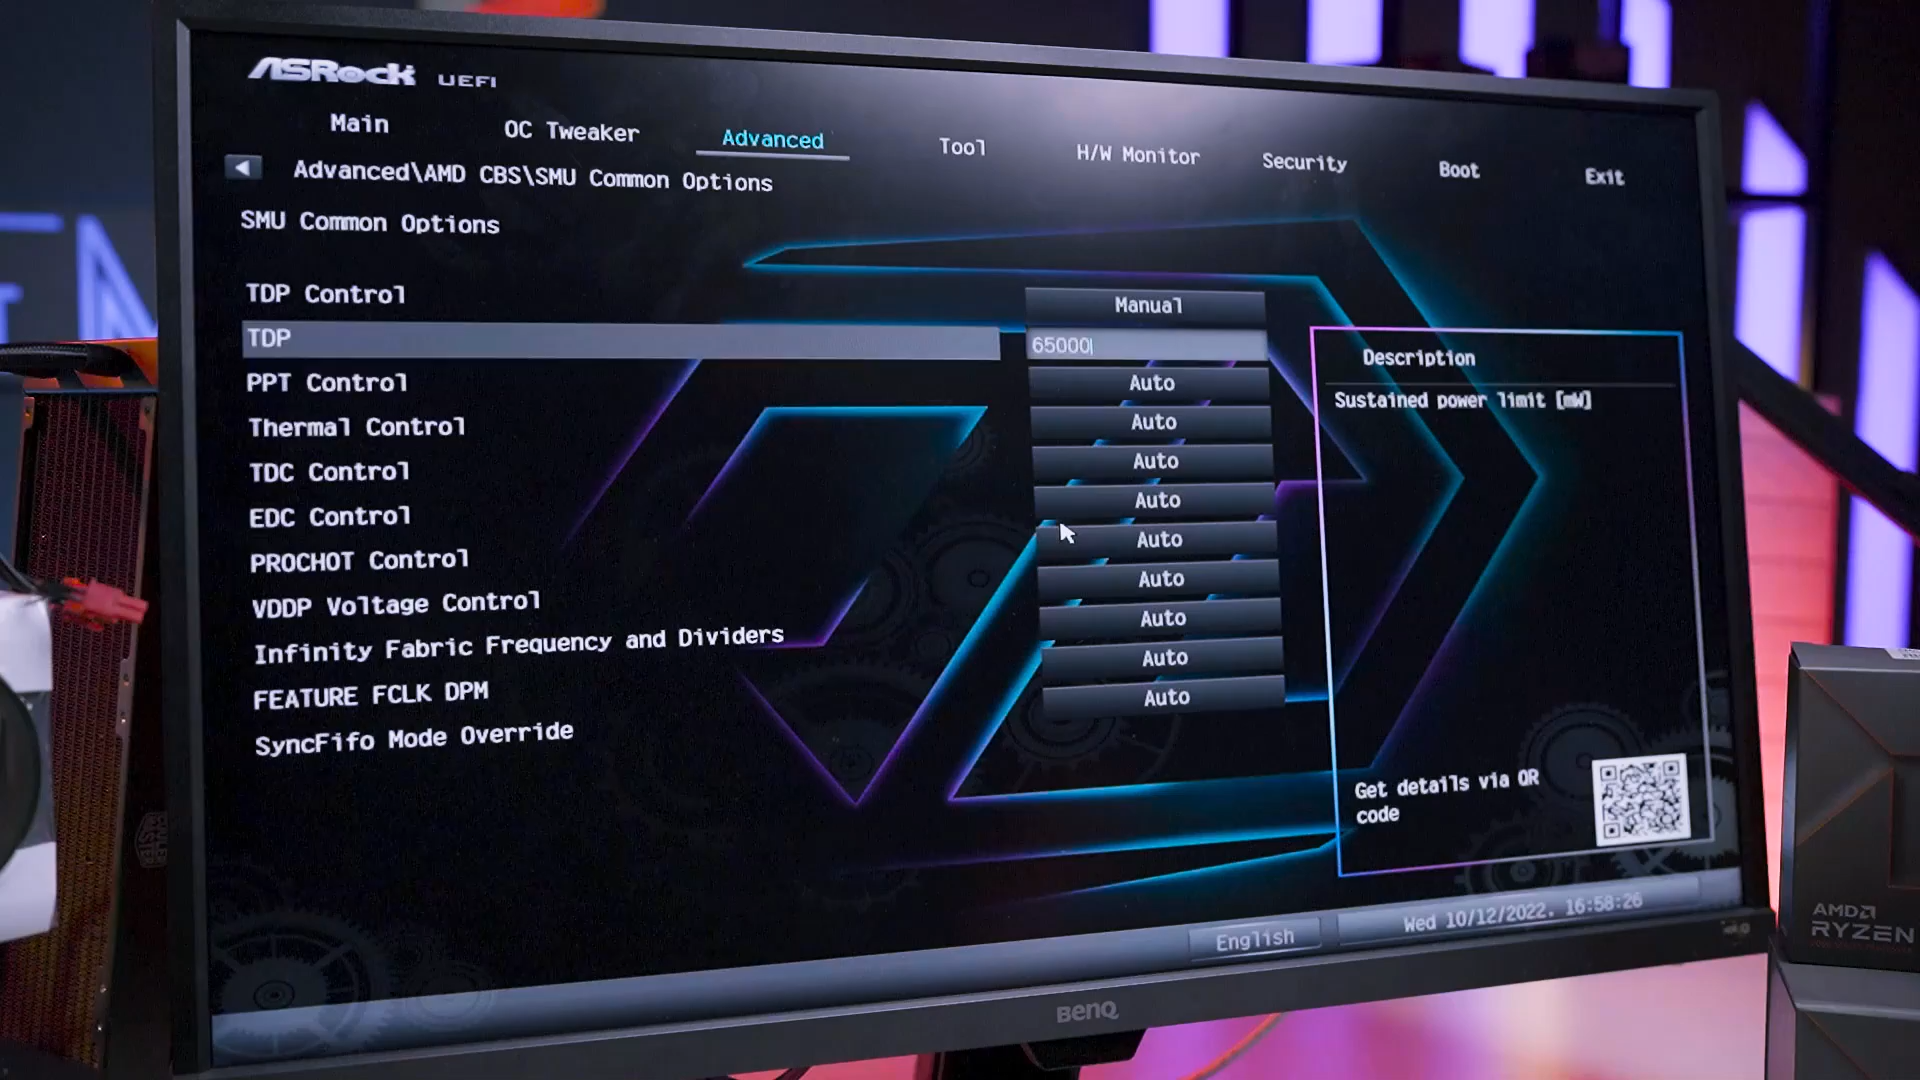 ASRock UEFI
Main OC Tweaker Advanced Tool H/W Monitor Security Boot Exit
Advanced\AMD CBS\SMU Common Options
SMU Common Options
TDP Control Manual
TDP 65000
PPT Control Auto
Thermal Control Auto
TDC Control Auto
EDC Control Auto
PROCHOT Control Auto
VDDP Voltage Control Auto
Infinity Fabric Frequency and Dividers Auto
FEATURE FCLK DPM Auto
SyncFifo Mode Override Auto
Description
Sustained power limit [mW]
Get details via QR
code
English
Wed 10/12/2022. 16:58:26
BenQ
AMD
RYZEN